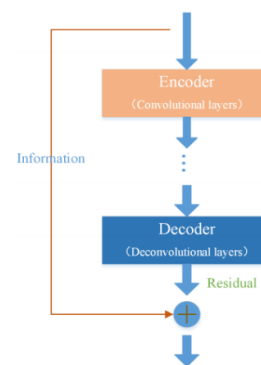 Encoder
(Convolutional layers)
Information
Decoder
(Deconvolutional layers)
Residual